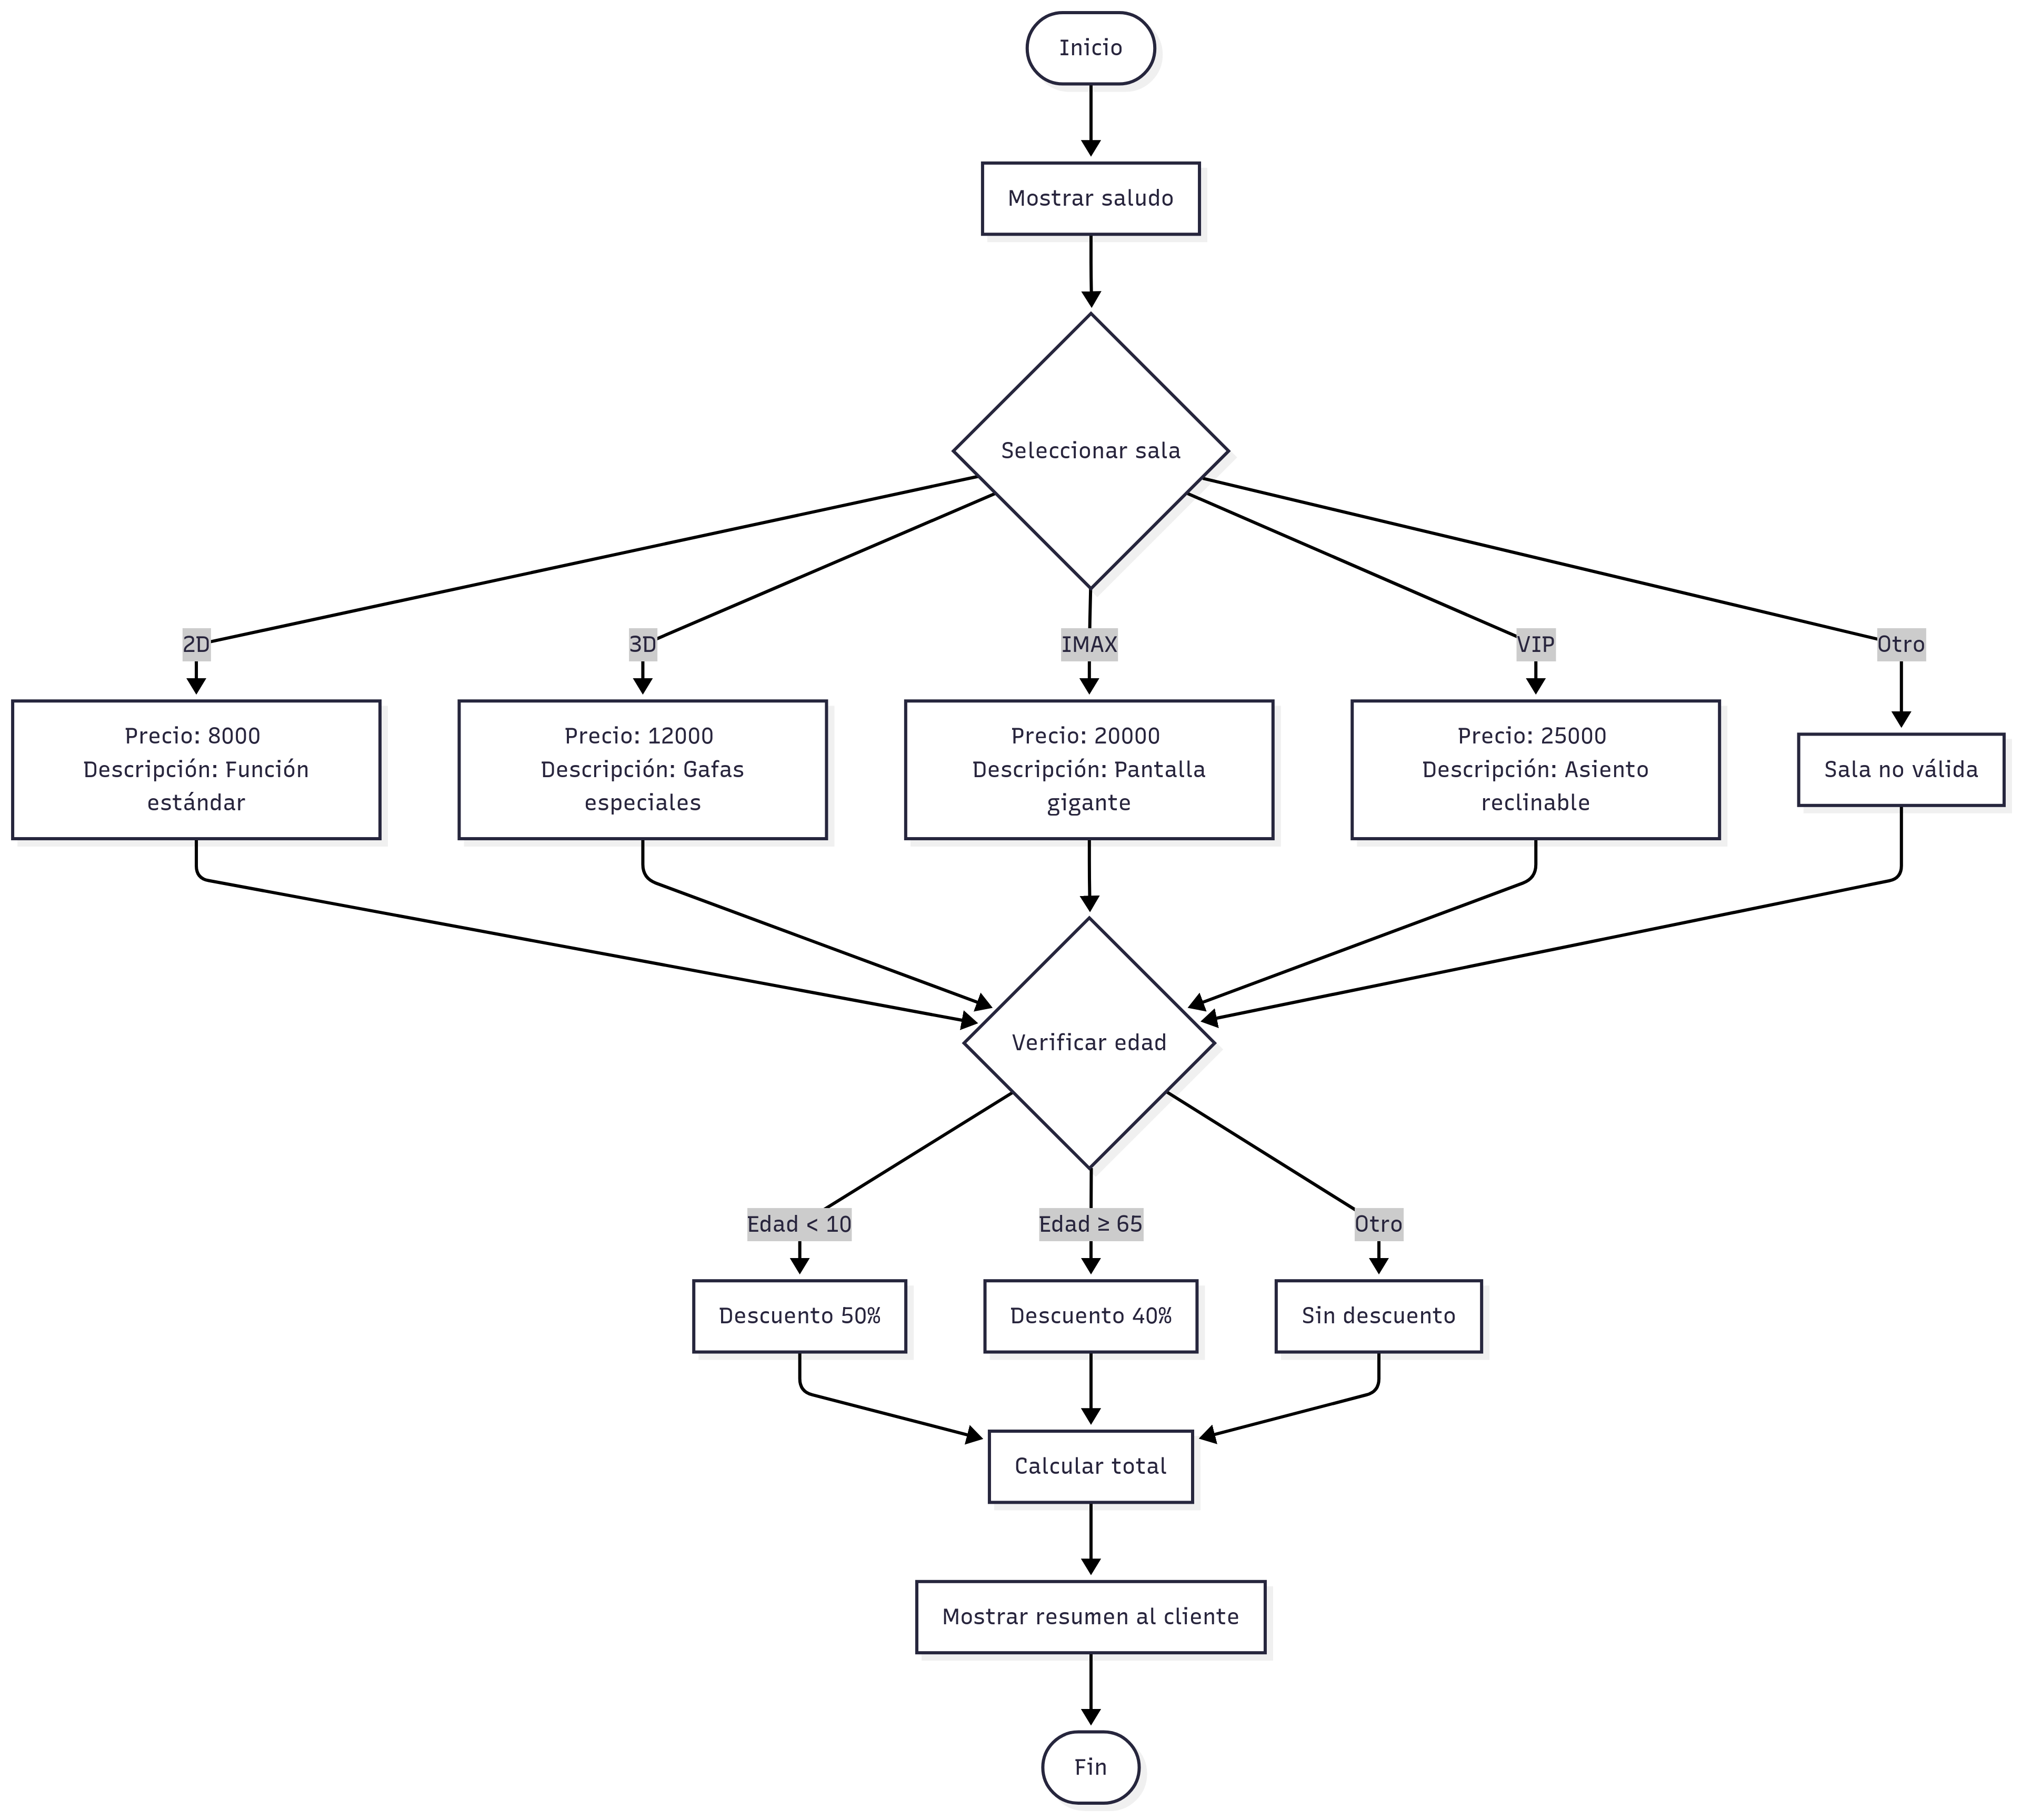 Inicio
Mostrar saludo
Seleccionar sala
2D
3D
IMAX
VIP
Otro
Precio: 8000
Descripción: Función
estándar
Precio: 12000
Descripción: Gafas
especiales
Precio: 20000
Descripción: Pantalla
gigante
Precio: 25000
Descripción: Asiento
reclinable
Sala no válida
Verificar edad
Edad < 10
Edad ≥ 65
Otro
Descuento 50%
Descuento 40%
Sin descuento
Calcular total
Mostrar resumen al cliente
Fin